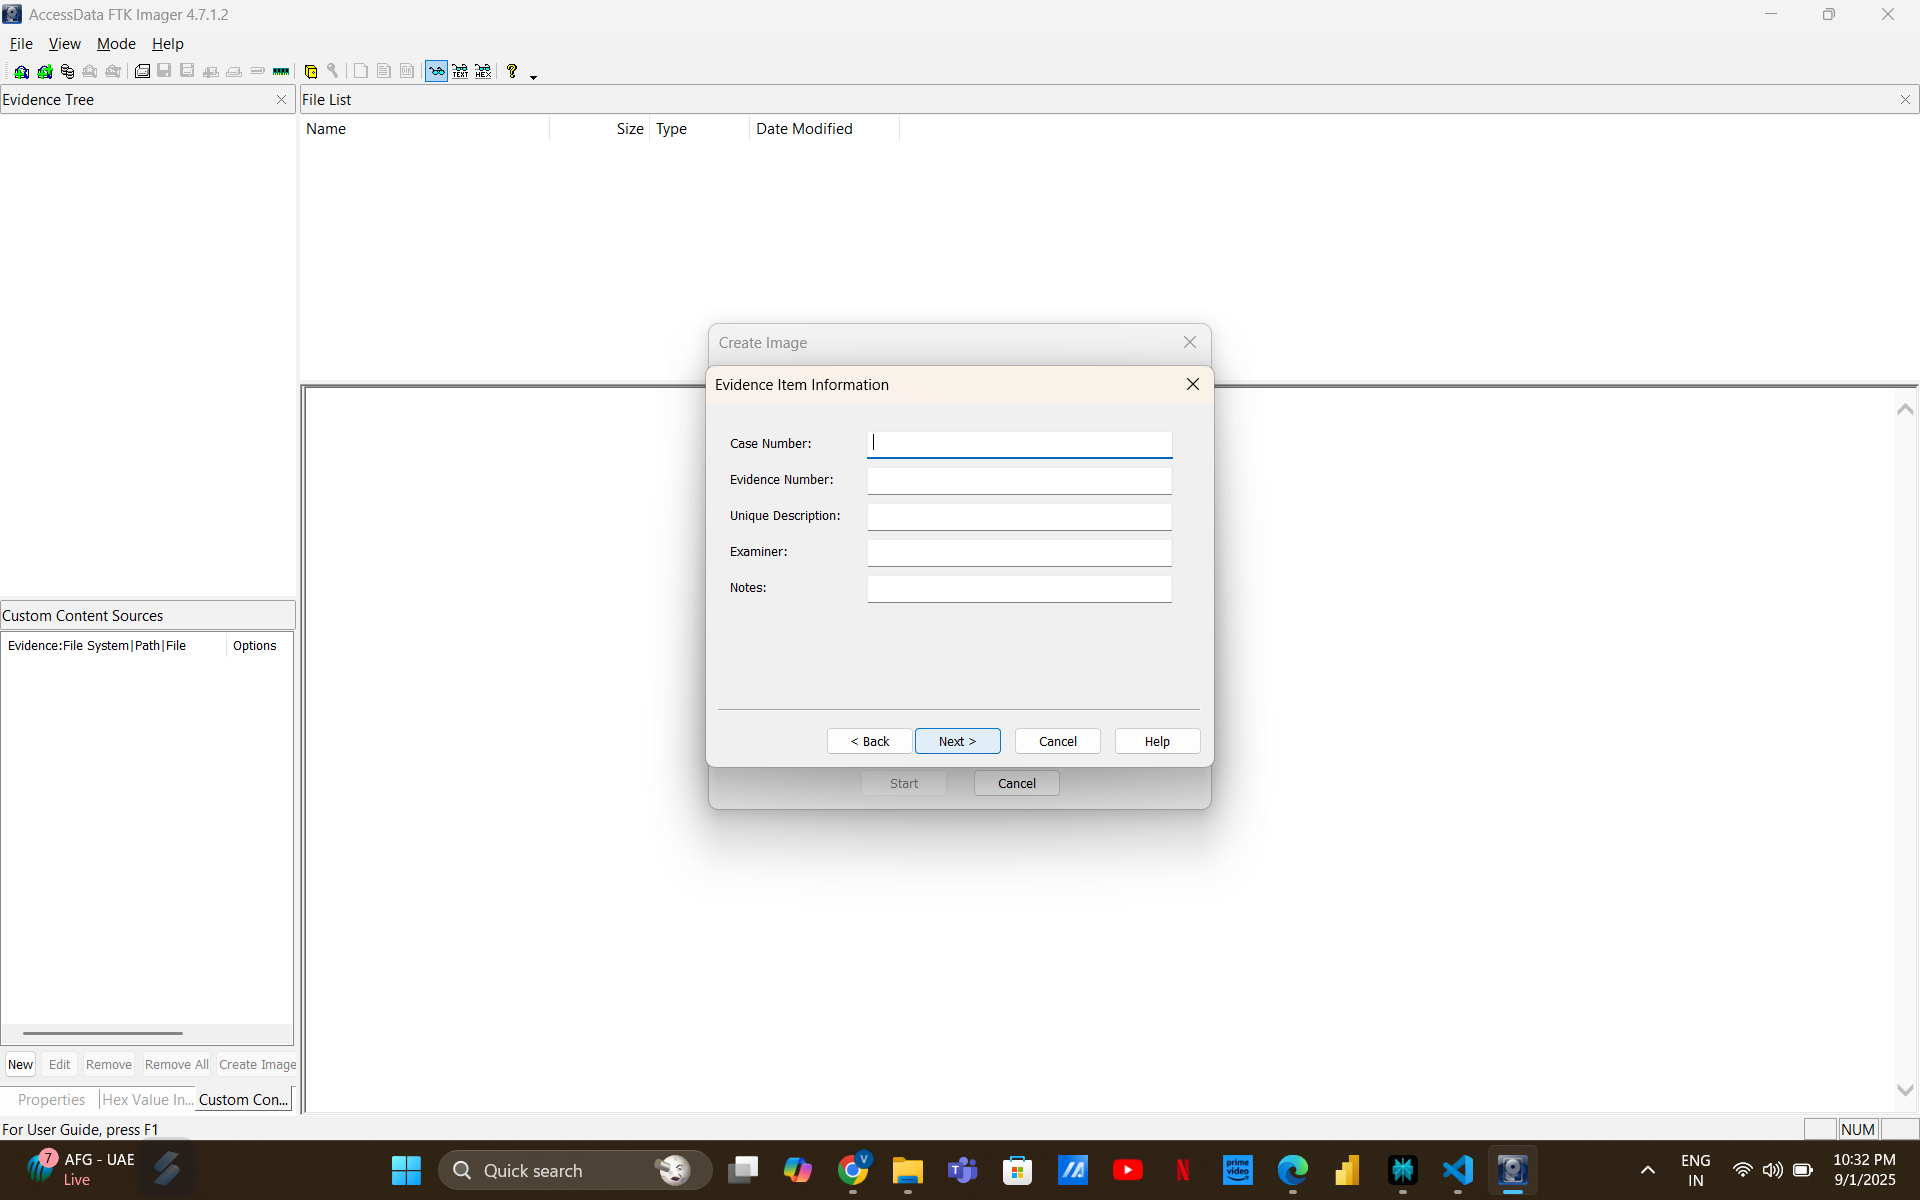 AccessData FTK Imager 4.7.1.2
File View Mode Help
TEXT HEX
Evidence Tree
File List
Name Size Type Date Modified
Create Image
Evidence Item Information
Case Number:
Evidence Number:
Unique Description:
Examiner:
Notes:
< Back Next > Cancel Help
Start Cancel
Custom Content Sources
Evidence:File System|Path|File Options
New Edit Remove Remove All Create Image
Properties Hex Value In... Custom Con...
For User Guide, press F1
NUM
7 AFG - UAE
Live
Quick search
V
prime video
ENG
IN
10:32 PM
9/1/2025